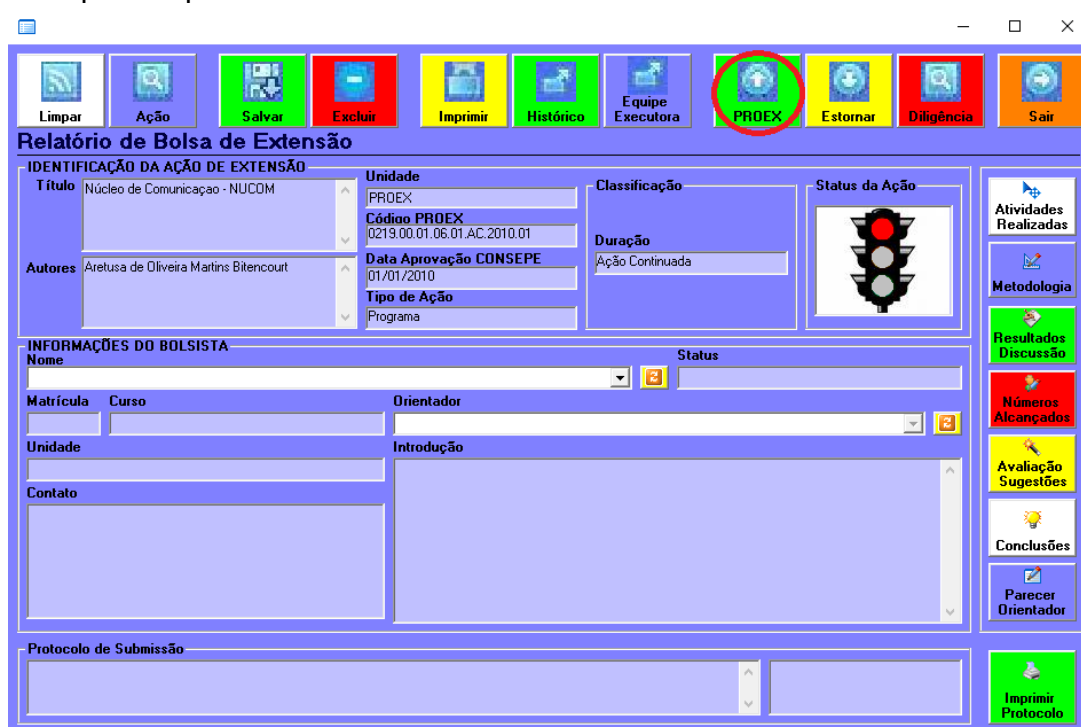 Limpar
Ação
Salvar
Excluir
Imprimir
Histórico
Equipe
Executora
PROEX
Estornar
Diligência
Sair
Relatório de Bolsa de Extensão
IDENTIFICAÇÃO DA AÇÃO DE EXTENSÃO
Título
Núcleo de Comunicaçao - NUCOM
Autores
Aretusa de Oliveira Martins Bitencourt
Unidade
PROEX
Código PROEX
0219.00.01.06.01.AC.2010.01
Data Aprovação CONSEPE
01/01/2010
Tipo de Ação
Programa
Classificação
Duração
Ação Continuada
Status da Ação
INFORMAÇÕES DO BOLSISTA
Nome
Status
Matrícula
Curso
Orientador
Unidade
Introdução
Contato
Protocolo de Submissão
Atividades
Realizadas
Metodologia
Resultados
Discussão
Números
Alcançados
Avaliação
Sugestões
Conclusões
Parecer
Orientador
Imprimir
Protocolo